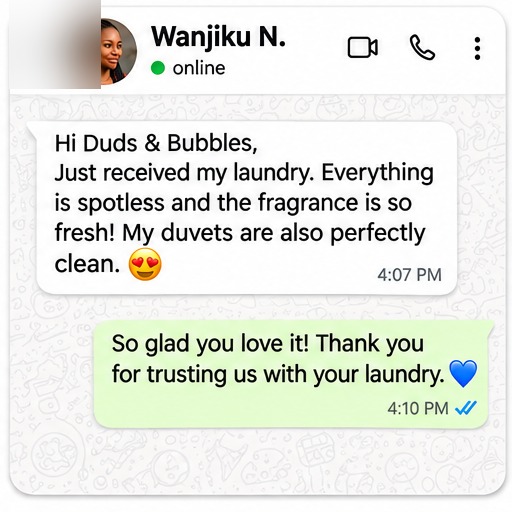 Wanjiku N.
online
Hi Duds & Bubbles,
Just received my laundry. Everything
is spotless and the fragrance is so
fresh! My duvets are also perfectly
clean. 😍
4:07 PM
So glad you love it! Thank you
for trusting us with your laundry. 💙
4:10 PM